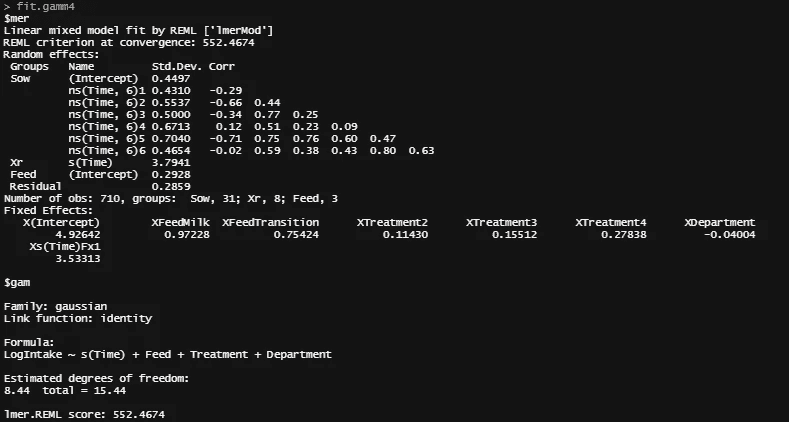 > fit.gamm4
$mer
Linear mixed model fit by REML ['lmerMod']
REML criterion at convergence: 552.4674
Random effects:
 Groups   Name        Std.Dev. Corr
 Sow      (Intercept) 0.4497
          ns(Time, 6)1 0.4310   -0.29
          ns(Time, 6)2 0.5537   -0.66  0.44
          ns(Time, 6)3 0.5000   -0.34  0.77  0.25
          ns(Time, 6)4 0.6713    0.12  0.51  0.23  0.09
          ns(Time, 6)5 0.7040   -0.71  0.75  0.76  0.60  0.47
          ns(Time, 6)6 0.4654   -0.02  0.59  0.38  0.43  0.80  0.63
 Xr       s(Time)     3.7941
 Feed     (Intercept) 0.2928
 Residual             0.2859
Number of obs: 710, groups:  Sow, 31; Xr, 8; Feed, 3
Fixed Effects:
   X(Intercept)       XFeedMilk  XFeedTransition      XTreatment2      XTreatment3      XTreatment4      XDepartment
        4.92642         0.97228          0.75424          0.11430          0.15512          0.27838         -0.04004
    Xs(Time)Fx1
        3.53313
$gam
Family: gaussian
Link function: identity
Formula:
LogIntake ~ s(Time) + Feed + Treatment + Department
Estimated degrees of freedom:
8.44  total = 15.44
lmer.REML score: 552.4674